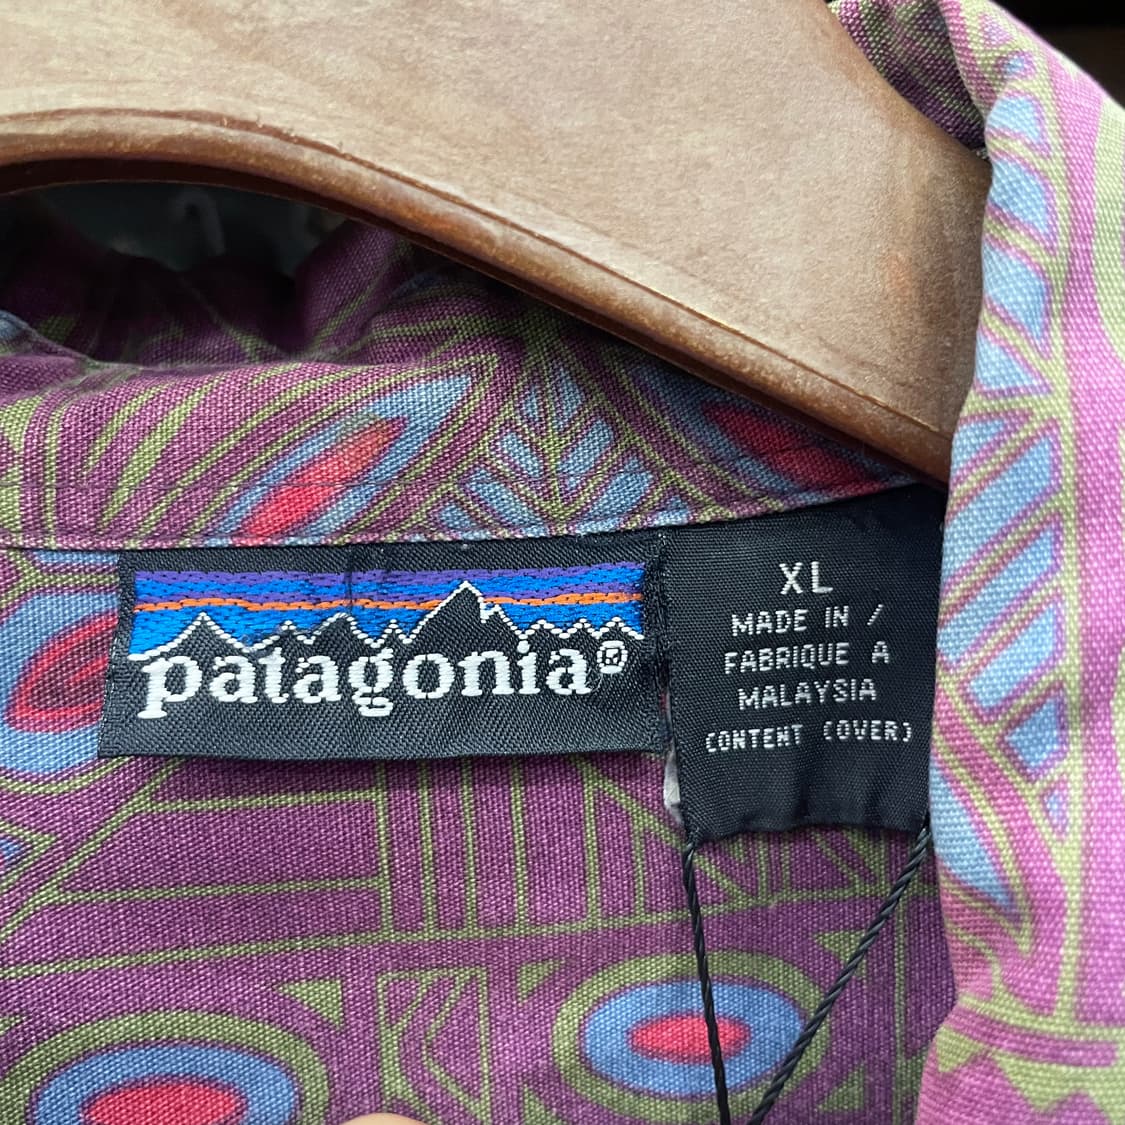 patagonia®
XL
MADE IN /
FABRIQUE A
MALAYSIA
CONTENT (OVER)